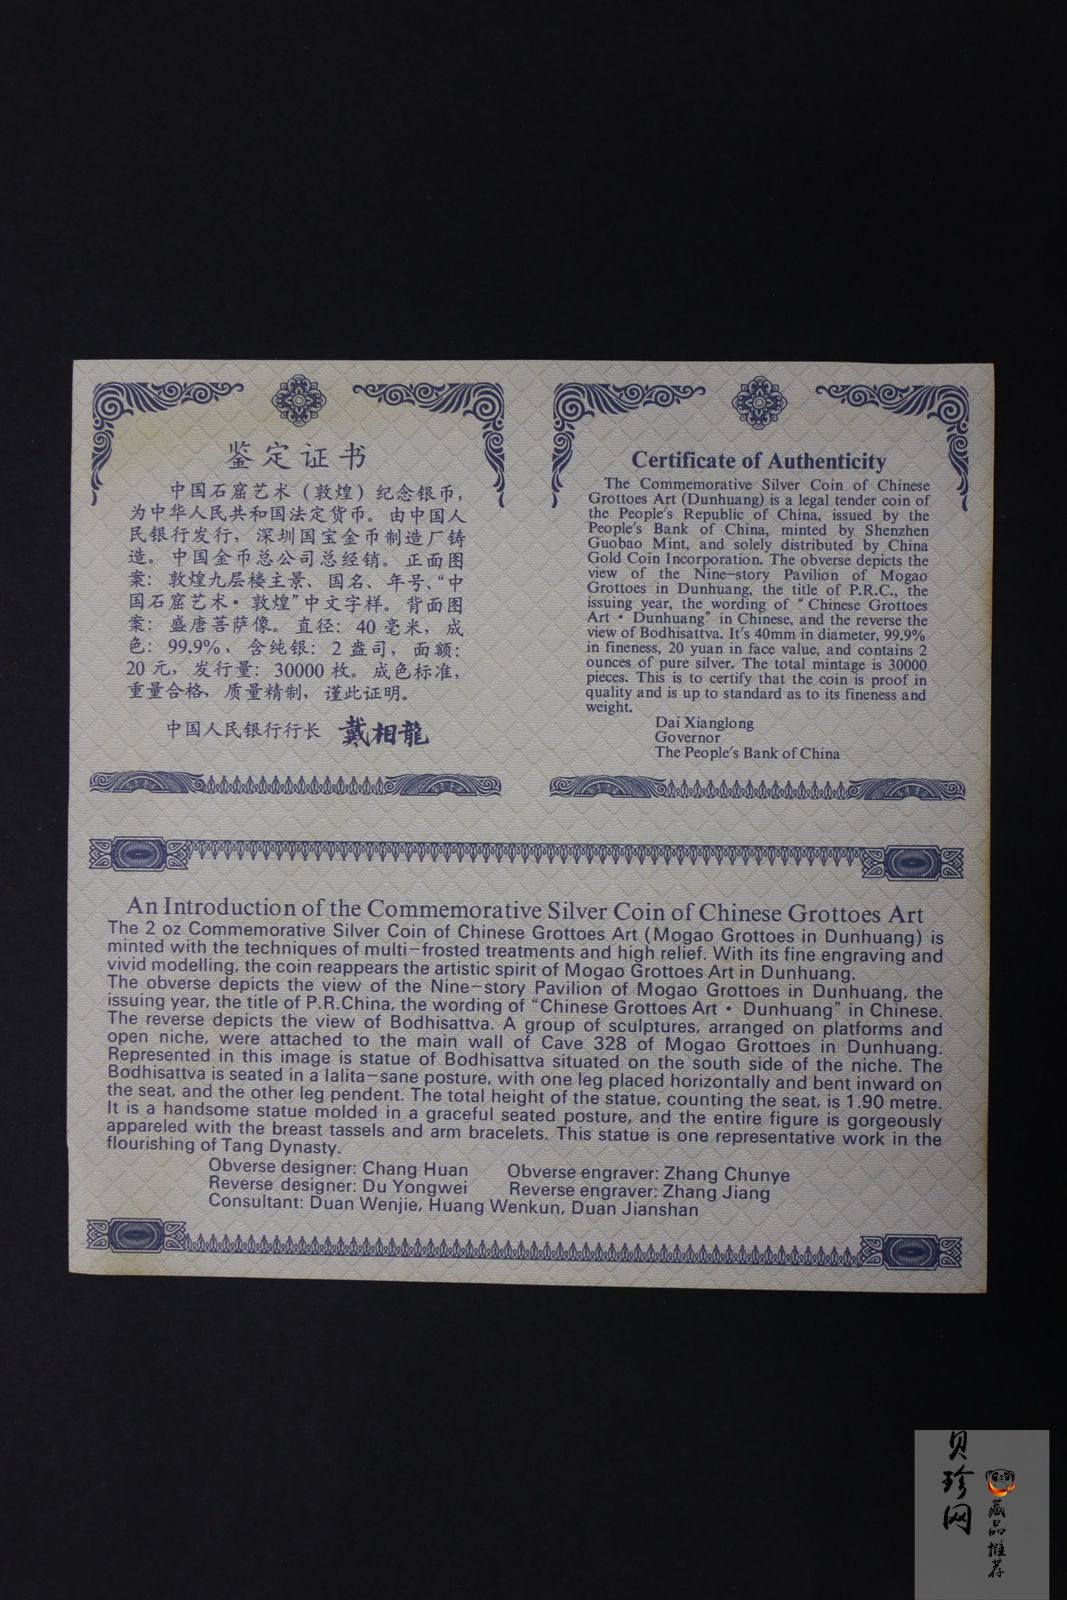 鉴定证书
中国石窟艺术（敦煌）纪念银币，
为中华人民共和国法定货币。由中国人
民银行发行，深圳国宝金币制造厂铸
造。中国金币总公司总经销。正面图
案：敦煌九层楼主景、国名、年号、“中
国石窟艺术·敦煌”中文字样。背面图
案：盛唐菩萨像。直径：40毫米，成
色：99.9%，含纯银：2盎司，面额：
20元，发行量：30000枚。成色标准，
重量合格，质量精制，谨此证明。
中国人民银行行长 戴相龍
Certificate of Authenticity
The Commemorative Silver Coin of Chinese
Grottoes Art (Dunhuang) is a legal tender coin of
the People's Republic of China, issued by the
People's Bank of China, minted by Shenzhen
Guobao Mint, and solely distributed by China
Gold Coin Incorporation. The obverse depicts the
view of the Nine-story Pavilion of Mogao
Grottoes in Dunhuang, the title of P.R.C., the
issuing year, the wording of “Chinese Grottoes
Art · Dunhuang” in Chinese, and the reverse the
view of Bodhisattva. It's 40mm in diameter, 99.9%
in fineness, 20 yuan in face value, and contains 2
ounces of pure silver. The total mintage is 30000
pieces. This is to certify that the coin is proof in
quality and is up to standard as to its fineness and
weight.
Dai Xianglong
Governor
The People's Bank of China
An Introduction of the Commemorative Silver Coin of Chinese Grottoes Art
The 2 oz Commemorative Silver Coin of Chinese Grottoes Art (Mogao Grottoes in Dunhuang) is
minted with the techniques of multi-frosted treatments and high relief. With its fine engraving and
vivid modelling, the coin reappears the artistic spirit of Mogao Grottoes Art in Dunhuang.
The obverse depicts the view of the Nine-story Pavilion of Mogao Grottoes in Dunhuang, the
issuing year, the title of P.R.China, the wording of “Chinese Grottoes Art · Dunhuang” in Chinese.
The reverse depicts the view of Bodhisattva. A group of sculptures, arranged on platforms and
open niche, were attached to the main wall of Cave 328 of Mogao Grottoes in Dunhuang.
Represented in this image is statue of Bodhisattva situated on the south side of the niche. The
Bodhisattva is seated in a lalita-sane posture, with one leg placed horizontally and bent inward on
the seat, and the other leg pendent. The total height of the statue, counting the seat, is 1.90 metre.
It is a handsome statue molded in a graceful seated posture, and the entire figure is gorgeously
appareled with the breast tassels and arm bracelets. This statue is one representative work in the
flourishing of Tang Dynasty.
Obverse designer: Chang Huan Obverse engraver: Zhang Chunye
Reverse designer: Du Yongwei Reverse engraver: Zhang Jiang
Consultant: Duan Wenjie, Huang Wenkun, Duan Jianshan
贝珍网
藏品推荐